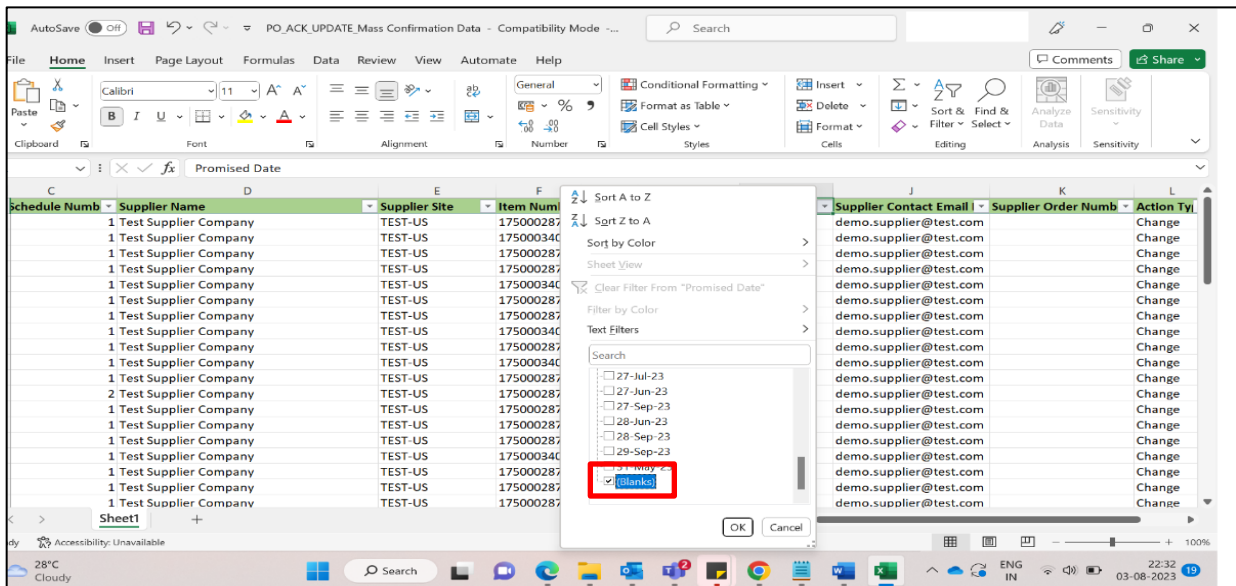 AutoSave Off PO_ACK_UPDATE_Mass Confirmation Data - Compatibility Mode -... Search
File Home Insert Page Layout Formulas Data Review View Automate Help Comments Share
Paste Calibri 11 A^ A˅ General Conditional Formatting Insert Σ
B I U A ab % 9 Format as Table Delete Sort & Find & Analyze Sensitivity
Cell Styles Format Filter Select Data
Clipboard Font Alignment Number Styles Cells Editing Analysis Sensitivity
fx Promised Date
C D E F J K L
Schedule Numb Supplier Name Supplier Site Item Num Supplier Contact Email Supplier Order Numb Action Ty
1 Test Supplier Company TEST-US 175000287 demo.supplier@test.com Change
1 Test Supplier Company TEST-US 175000340 demo.supplier@test.com Change
1 Test Supplier Company TEST-US 175000287 demo.supplier@test.com Change
1 Test Supplier Company TEST-US 175000340 demo.supplier@test.com Change
1 Test Supplier Company TEST-US 175000340 demo.supplier@test.com Change
1 Test Supplier Company TEST-US 175000287 demo.supplier@test.com Change
1 Test Supplier Company TEST-US 175000287 demo.supplier@test.com Change
1 Test Supplier Company TEST-US 175000340 demo.supplier@test.com Change
1 Test Supplier Company TEST-US 175000287 demo.supplier@test.com Change
1 Test Supplier Company TEST-US 175000340 demo.supplier@test.com Change
1 Test Supplier Company TEST-US 175000287 demo.supplier@test.com Change
2 Test Supplier Company TEST-US 175000287 demo.supplier@test.com Change
1 Test Supplier Company TEST-US 175000287 demo.supplier@test.com Change
1 Test Supplier Company TEST-US 175000287 demo.supplier@test.com Change
1 Test Supplier Company TEST-US 175000287 demo.supplier@test.com Change
1 Test Supplier Company TEST-US 175000340 demo.supplier@test.com Change
1 Test Supplier Company TEST-US 175000287 demo.supplier@test.com Change
1 Test Supplier Company TEST-US 175000287 demo.supplier@test.com Change
1 Test Supplier Company TEST-US 175000287 demo.supplier@test.com Change
Sort A to Z
Sort Z to A
Sort by Color
Sheet View
Clear Filter From "Promised Date"
Filter by Color
Text Filters
Search
27-Jul-23
27-Jun-23
27-Sep-23
28-Jun-23
28-Sep-23
29-Sep-23
31-May-23
(Blanks)
OK Cancel
Sheet1 +
dy Accessibility: Unavailable 100%
28°C
Cloudy
Search 2 ENG
IN
22:32
03-08-2023 19